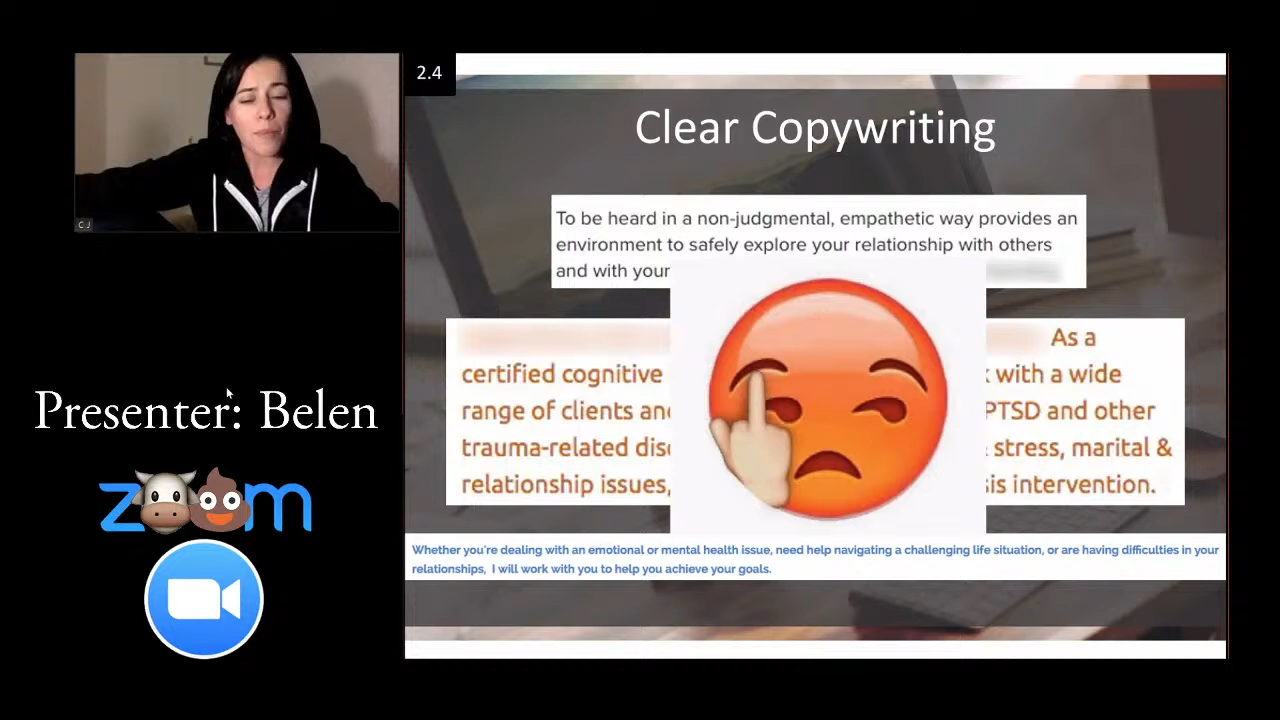 2.4
Clear Copywriting
To be heard in a non-judgmental, empathetic way provides an
environment to safely explore your relationship with others
and with your
As a
certified cognitive with a wide
range of clients and PTSD and other
trauma-related stress, marital &
relationship issues, intervention.
Whether you're dealing with an emotional or mental health issue, need help navigating a challenging life situation, or are having difficulties in your
relationships, I will work with you to help you achieve your goals.
C J
Presenter: Belen
zoom